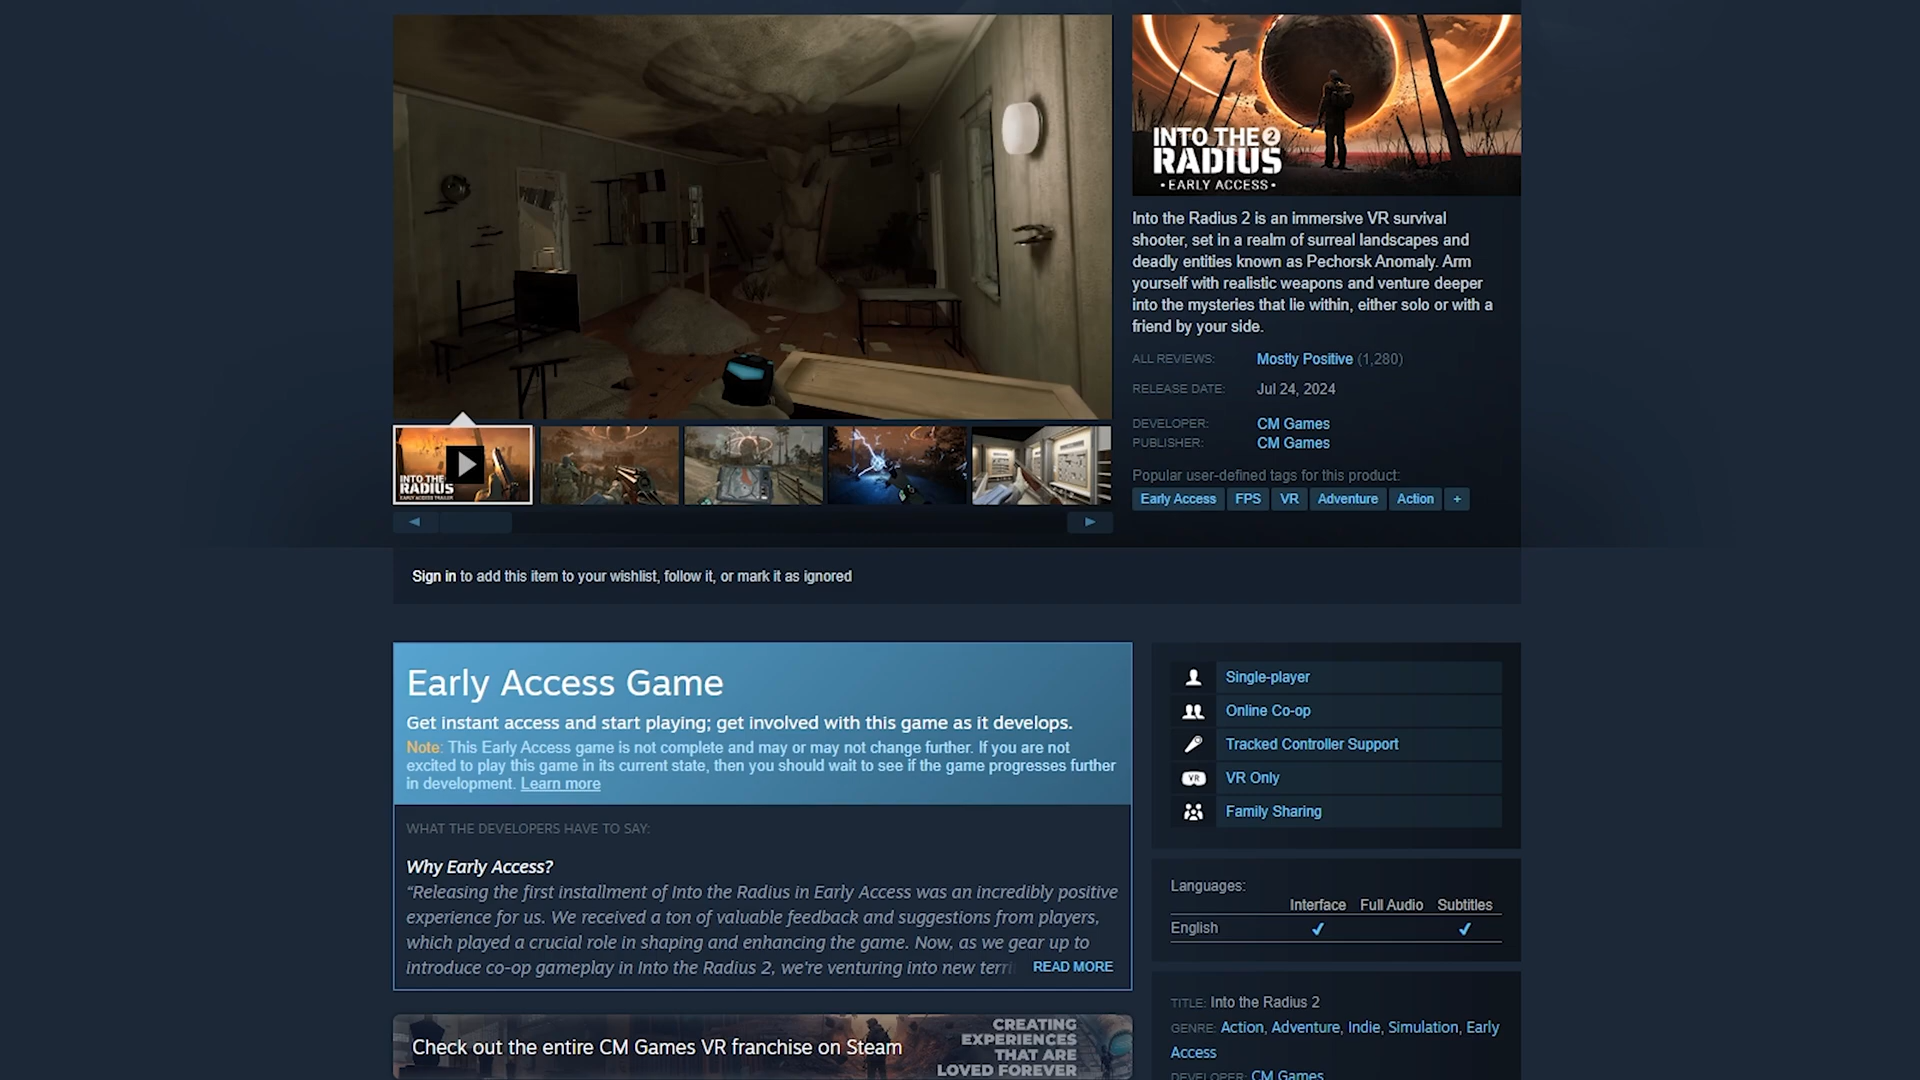 INTO THE 2
RADIUS
• EARLY ACCESS •
Into the Radius 2 is an immersive VR survival
shooter, set in a realm of surreal landscapes and
deadly entities known as Pechorsk Anomaly. Arm
yourself with realistic weapons and venture deeper
into the mysteries that lie within, either solo or with a
friend by your side.
ALL REVIEWS: Mostly Positive (1,280)
RELEASE DATE: Jul 24, 2024
DEVELOPER: CM Games
PUBLISHER: CM Games
Popular user-defined tags for this product:
Early Access FPS VR Adventure Action +
INTO THE
RADIUS
EARLY ACCESS TRAILER
Sign in to add this item to your wishlist, follow it, or mark it as ignored
Early Access Game
Get instant access and start playing; get involved with this game as it develops.
Note: This Early Access game is not complete and may or may not change further. If you are not
excited to play this game in its current state, then you should wait to see if the game progresses further
in development. Learn more
WHAT THE DEVELOPERS HAVE TO SAY:
Why Early Access?
“Releasing the first installment of Into the Radius in Early Access was an incredibly positive
experience for us. We received a ton of valuable feedback and suggestions from players,
which played a crucial role in shaping and enhancing the game. Now, as we gear up to
introduce co-op gameplay in Into the Radius 2, we're venturing into new terri READ MORE
Check out the entire CM Games VR franchise on Steam
CREATING
EXPERIENCES
THAT ARE
LOVED FOREVER
Single-player
Online Co-op
Tracked Controller Support
VR VR Only
Family Sharing
Languages:
Interface Full Audio Subtitles
English ✔ ✔
TITLE: Into the Radius 2
GENRE: Action, Adventure, Indie, Simulation, Early
Access
DEVELOPER: CM Games